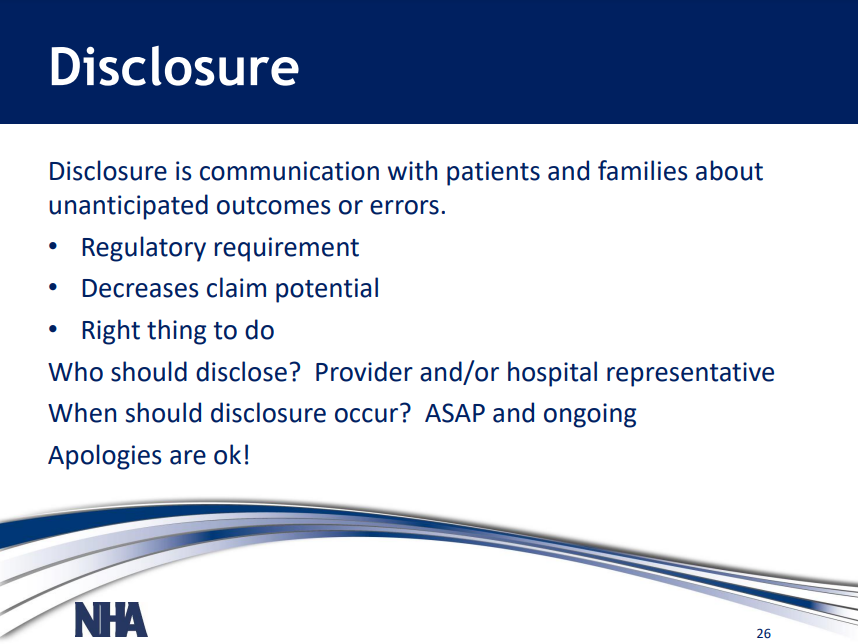 Disclosure
Disclosure is communication with patients and families about
unanticipated outcomes or errors.
• Regulatory requirement
• Decreases claim potential
• Right thing to do
Who should disclose?  Provider and/or hospital representative
When should disclosure occur?  ASAP and ongoing
Apologies are ok!
NHA
26